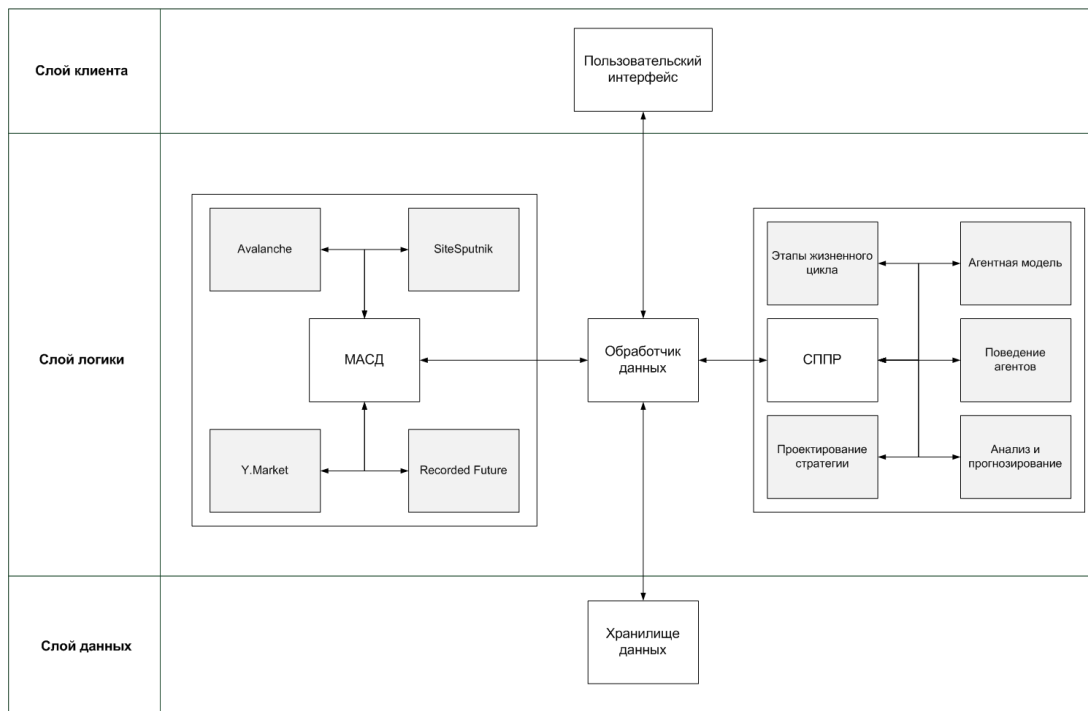 Слой клиента
Пользовательский
интерфейс
Слой логики
Avalanche
SiteSputnik
МАСД
Y.Market
Recorded Future
Обработчик
данных
Этапы жизненного
цикла
Агентная модель
СППР
Поведение
агентов
Проектирование
стратегии
Анализ и
прогнозирование
Слой данных
Хранилище
данных